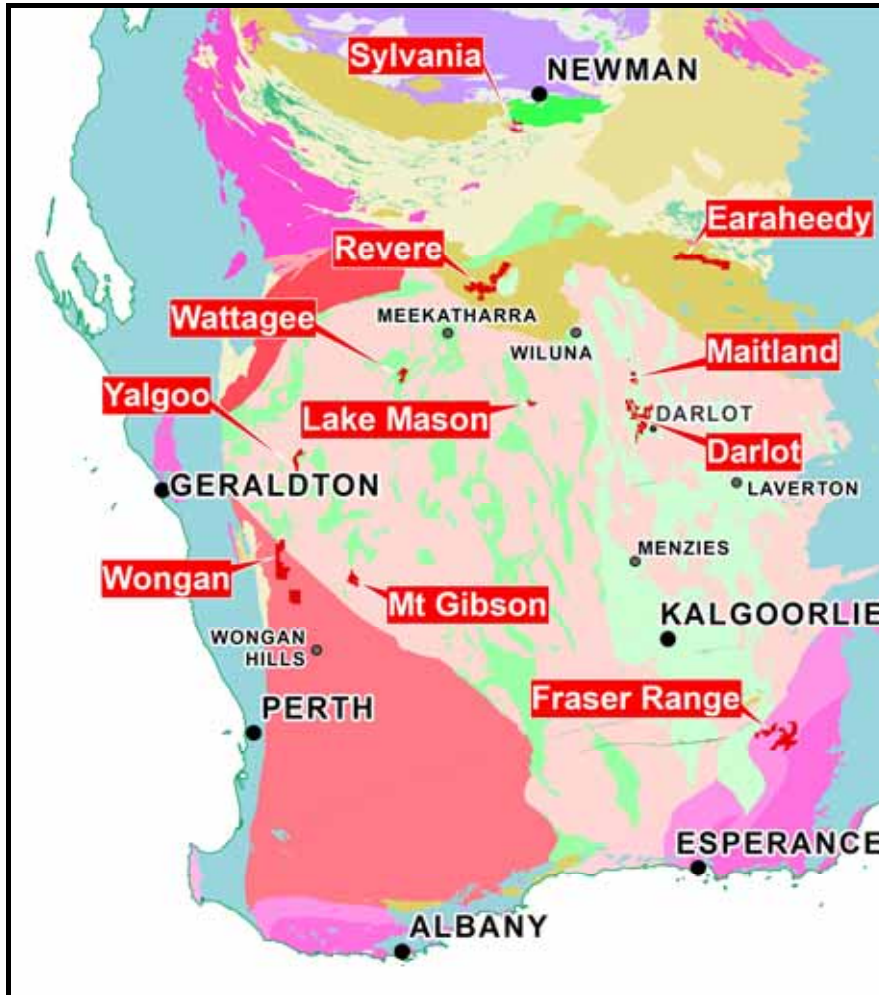 Sylvania
NEWMAN
Earaheedy
Revere
MEEKATHARRA
WILUNA
Wattagee
Maitland
Yalgoo
Lake Mason
DARLOT
Darlot
GERALDTON
LAVERTON
Wongan
MENZIES
Mt Gibson
KALGOORLIE
WONGAN
HILLS
Fraser Range
PERTH
ESPERANCE
ALBANY